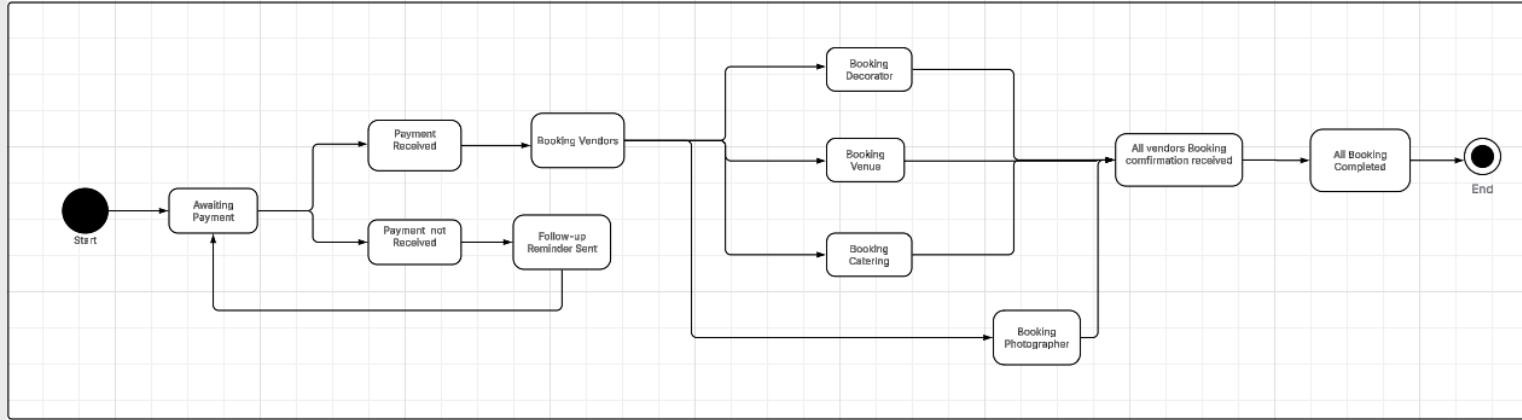 Start
Awaiting
Payment
Payment
Received
Payment not
Received
Booking Vendors
Follow-up
Reminder Sent
Booking
Decorator
Booking
Venue
Booking
Catering
Booking
Photographer
All vendors Booking
comfirmation received
All Booking
Completed
End